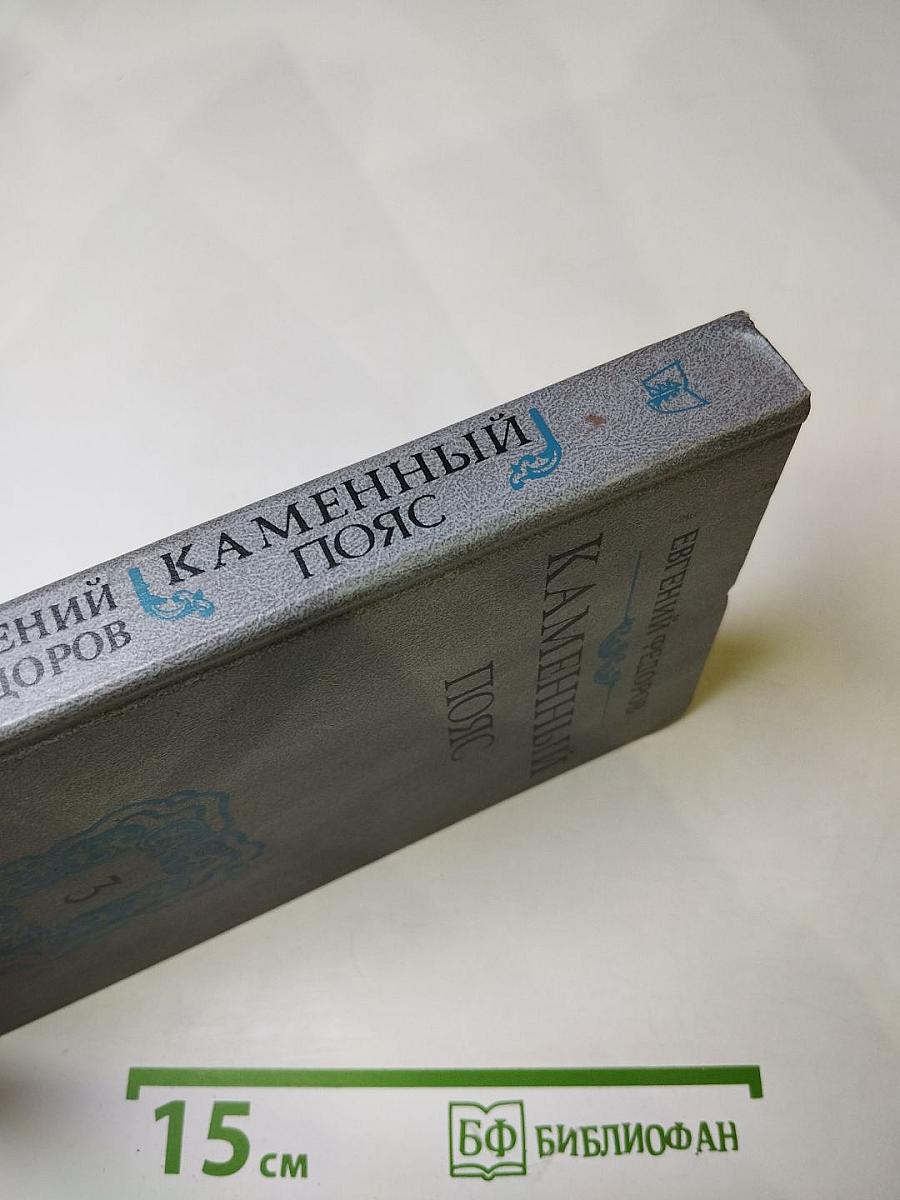 ЕНИЙ
ДОРОВ
КАМЕННЫЙ
ПОЯС
ЕВГЕНИЙ ФЕДОРОВ
КАМЕННЫЙ
ПОЯС
3
15 см
БФ БИБЛИОФАН